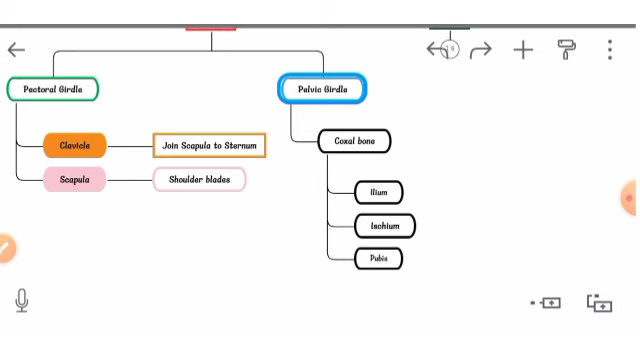 Pectoral Girdle
Pelvic Girdle
Clavicle
Join Scapula to Sternum
Coxal bone
Scapula
Shoulder blades
Ilium
Ischium
Pubis